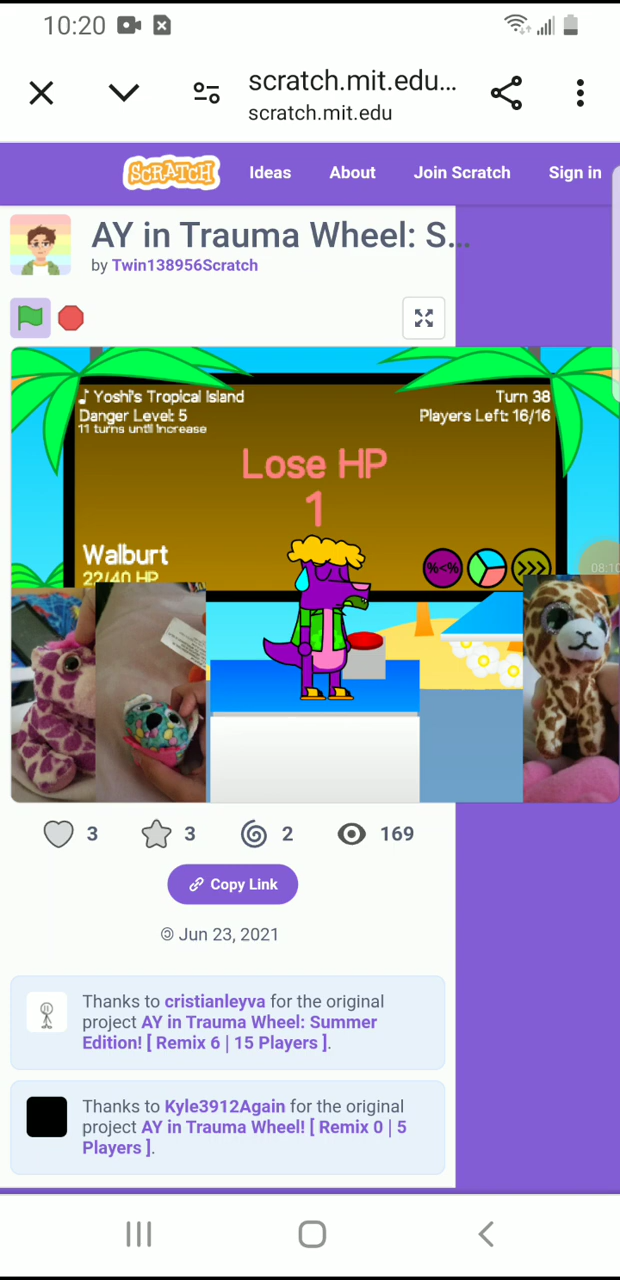 10:20
scratch.mit.edu...
scratch.mit.edu
SCRATCH
Ideas
About
Join Scratch
Sign in
AY in Trauma Wheel: S...
by Twin138956Scratch
♪ Yoshi's Tropical Island
Turn 38
Danger Level: 5
Players Left: 16/16
11 turns until increase
Lose HP
1
Walburt
22/40 HP
%<%
>>>
08:10
3
3
2
169
Copy Link
Jun 23, 2021
Thanks to cristianleyva for the original
project AY in Trauma Wheel: Summer
Edition! [ Remix 6 | 15 Players ].
Thanks to Kyle3912Again for the original
project AY in Trauma Wheel! [ Remix 0 | 5
Players ].